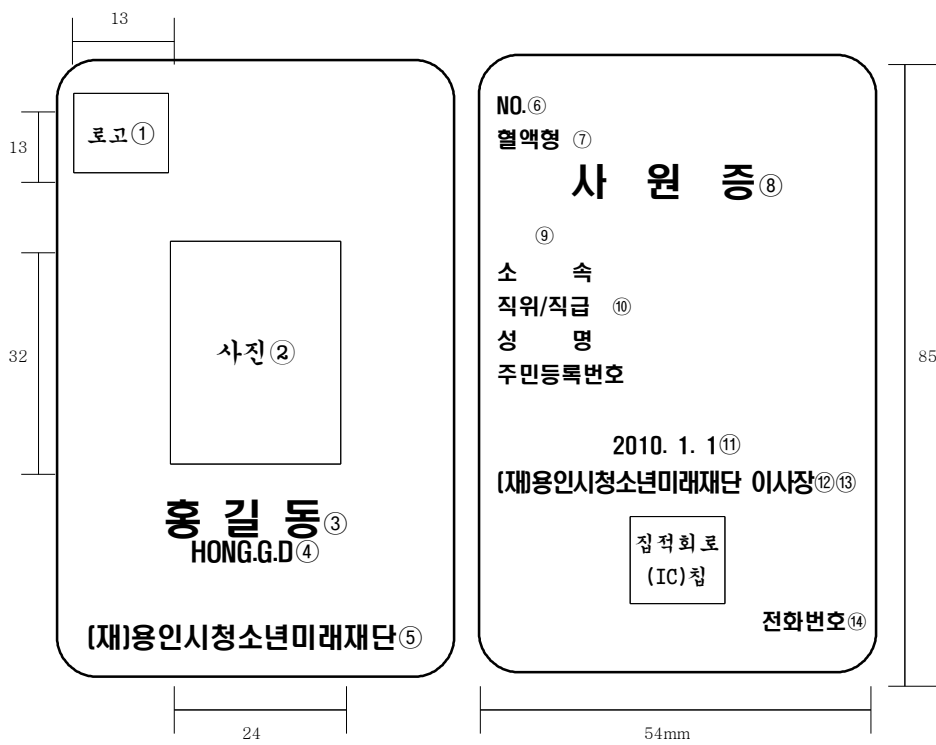 13
13
로고①
32
사진②
홍 길 동③
HONG.G.D④
(재)용인시청소년미래재단⑤
24
NO.⑥
혈액형 ⑦
사 원 증⑧
⑨
소 속
직위/직급 ⑩
성 명
주민등록번호
2010. 1. 1⑪
(재)용인시청소년미래재단 이사장⑫⑬
집적회로
(IC)칩
전화번호⑭
85
54mm